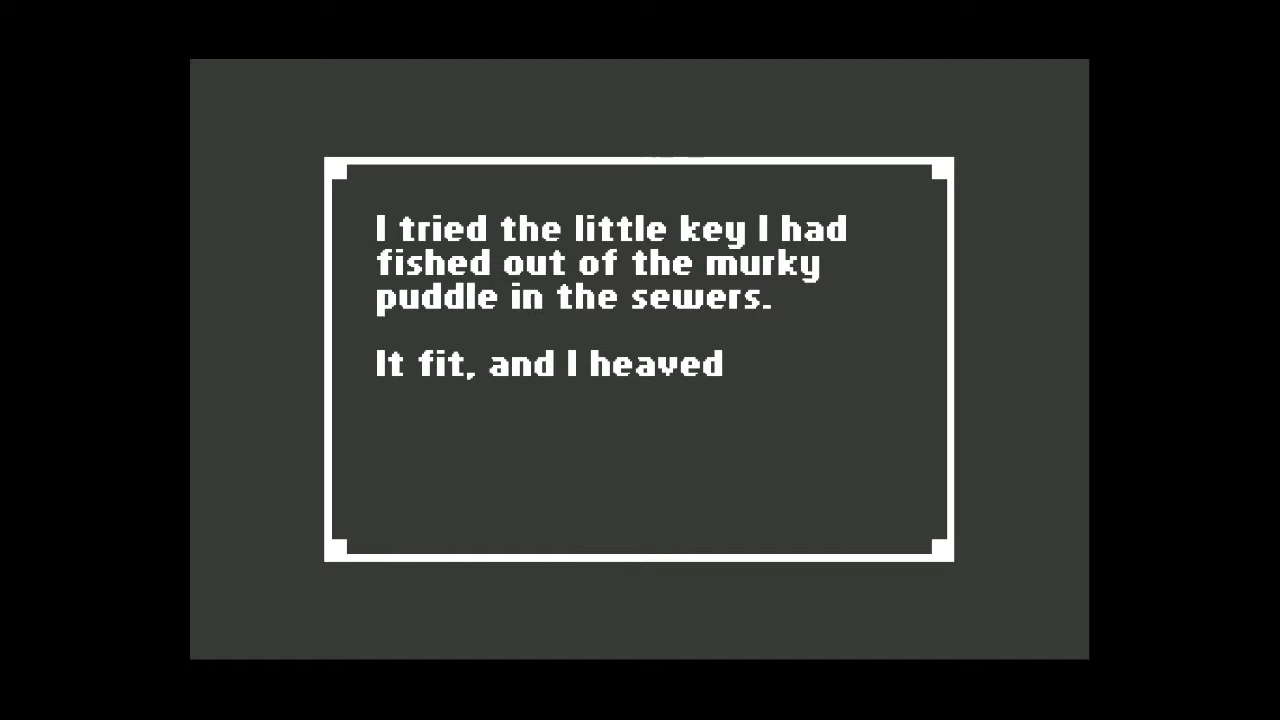 I tried the little key I had
fished out of the murky
puddle in the sewers.
It fit, and I heaved